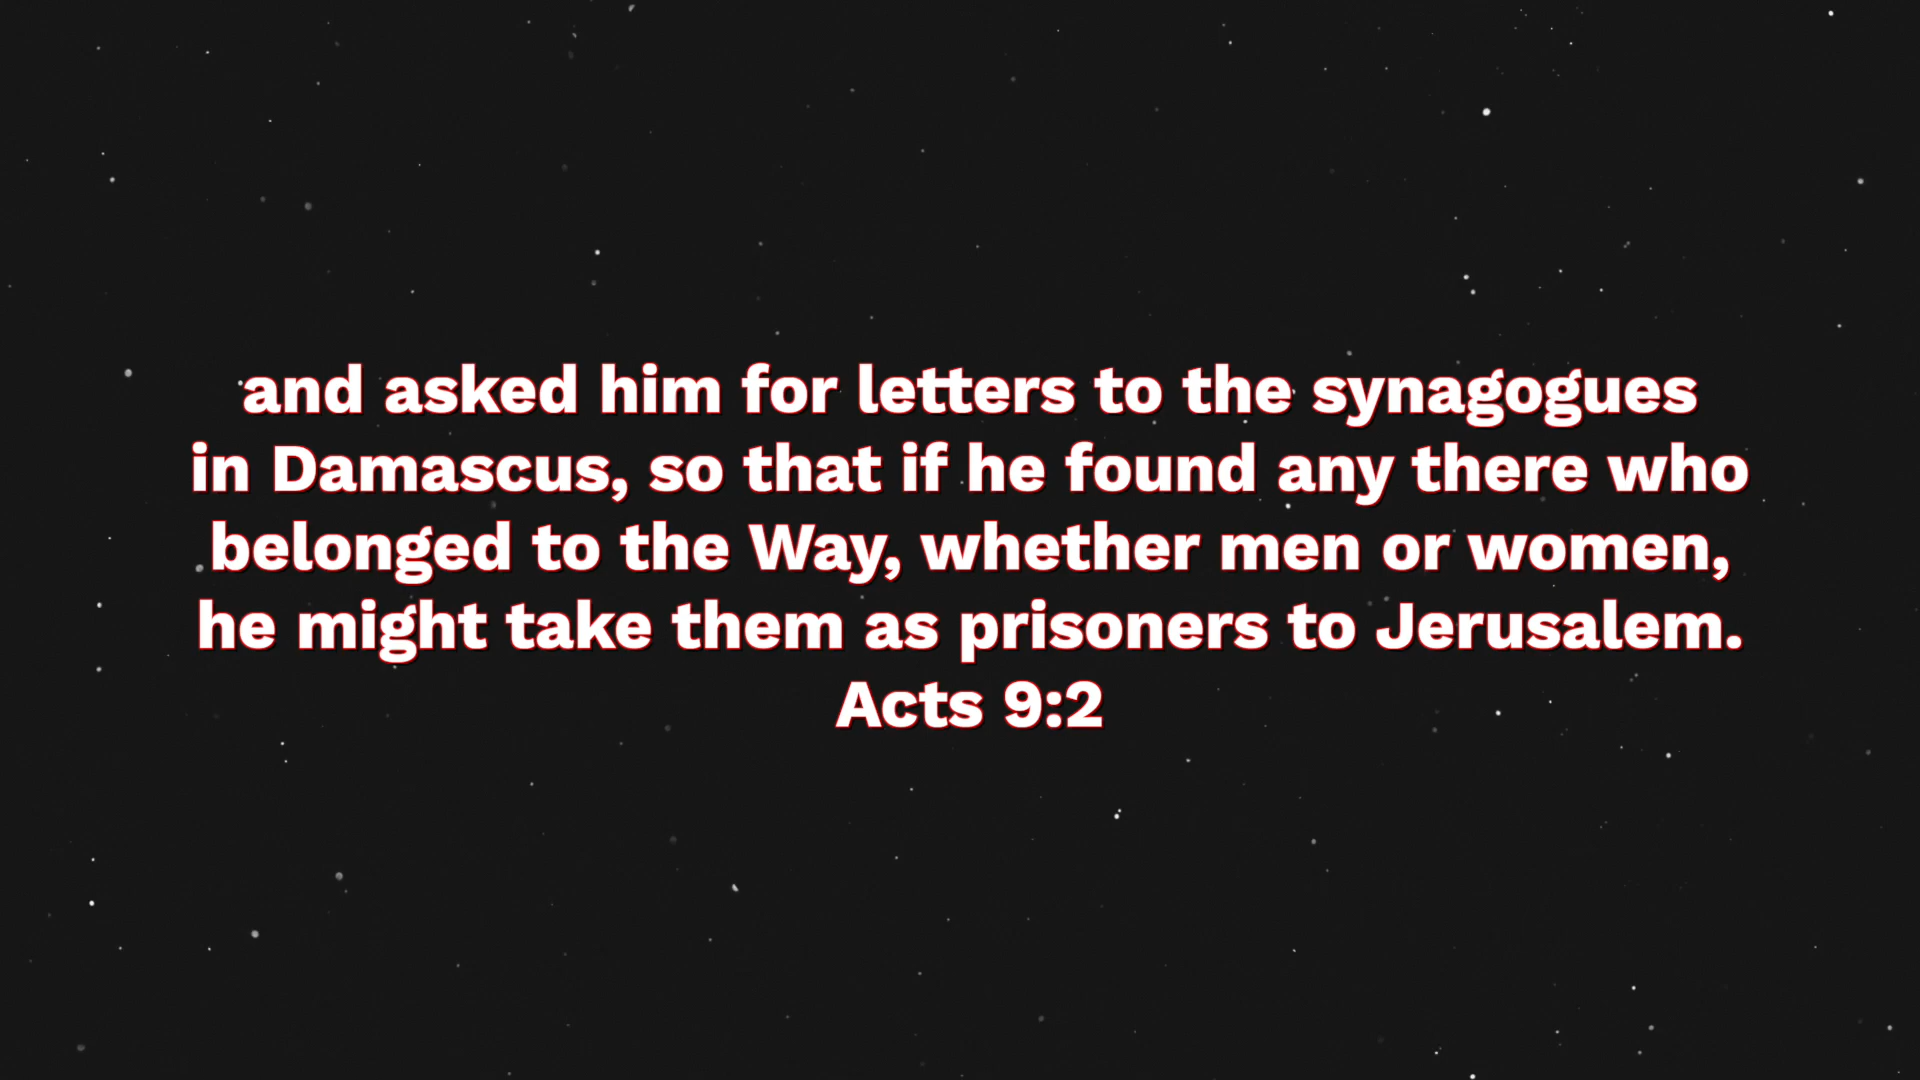 and asked him for letters to the synagogues
in Damascus, so that if he found any there who
belonged to the Way, whether men or women,
he might take them as prisoners to Jerusalem.
Acts 9:2